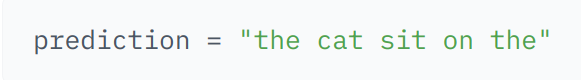 prediction = "the cat sit on the"